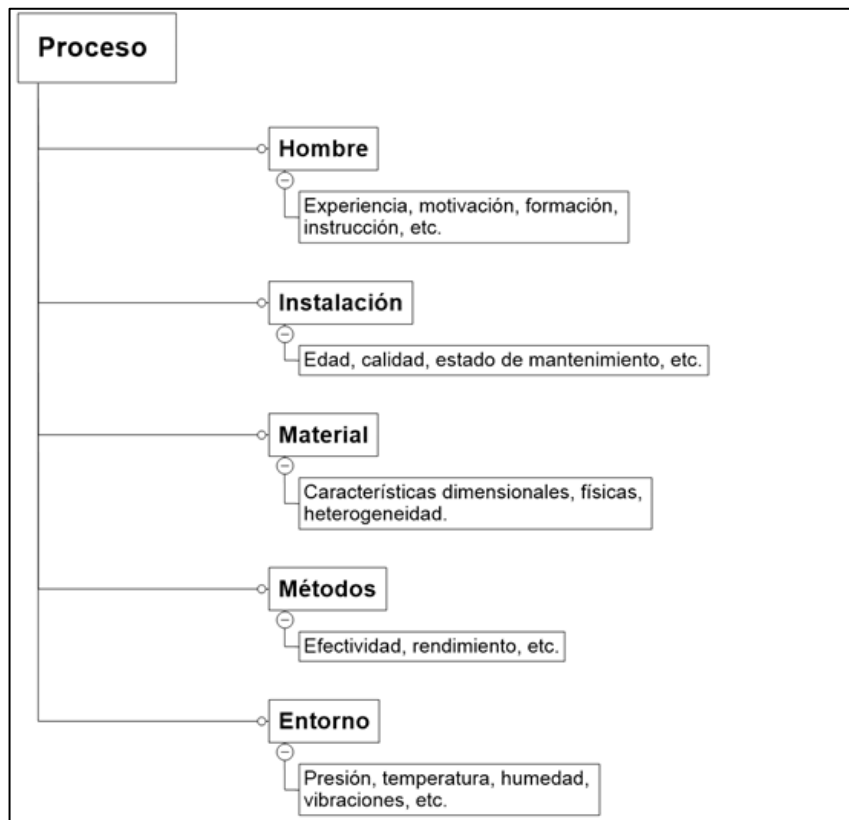 Proceso
Hombre
Experiencia, motivación, formación,
instrucción, etc.
Instalación
Edad, calidad, estado de mantenimiento, etc.
Material
Características dimensionales, físicas,
heterogeneidad.
Métodos
Efectividad, rendimiento, etc.
Entorno
Presión, temperatura, humedad,
vibraciones, etc.